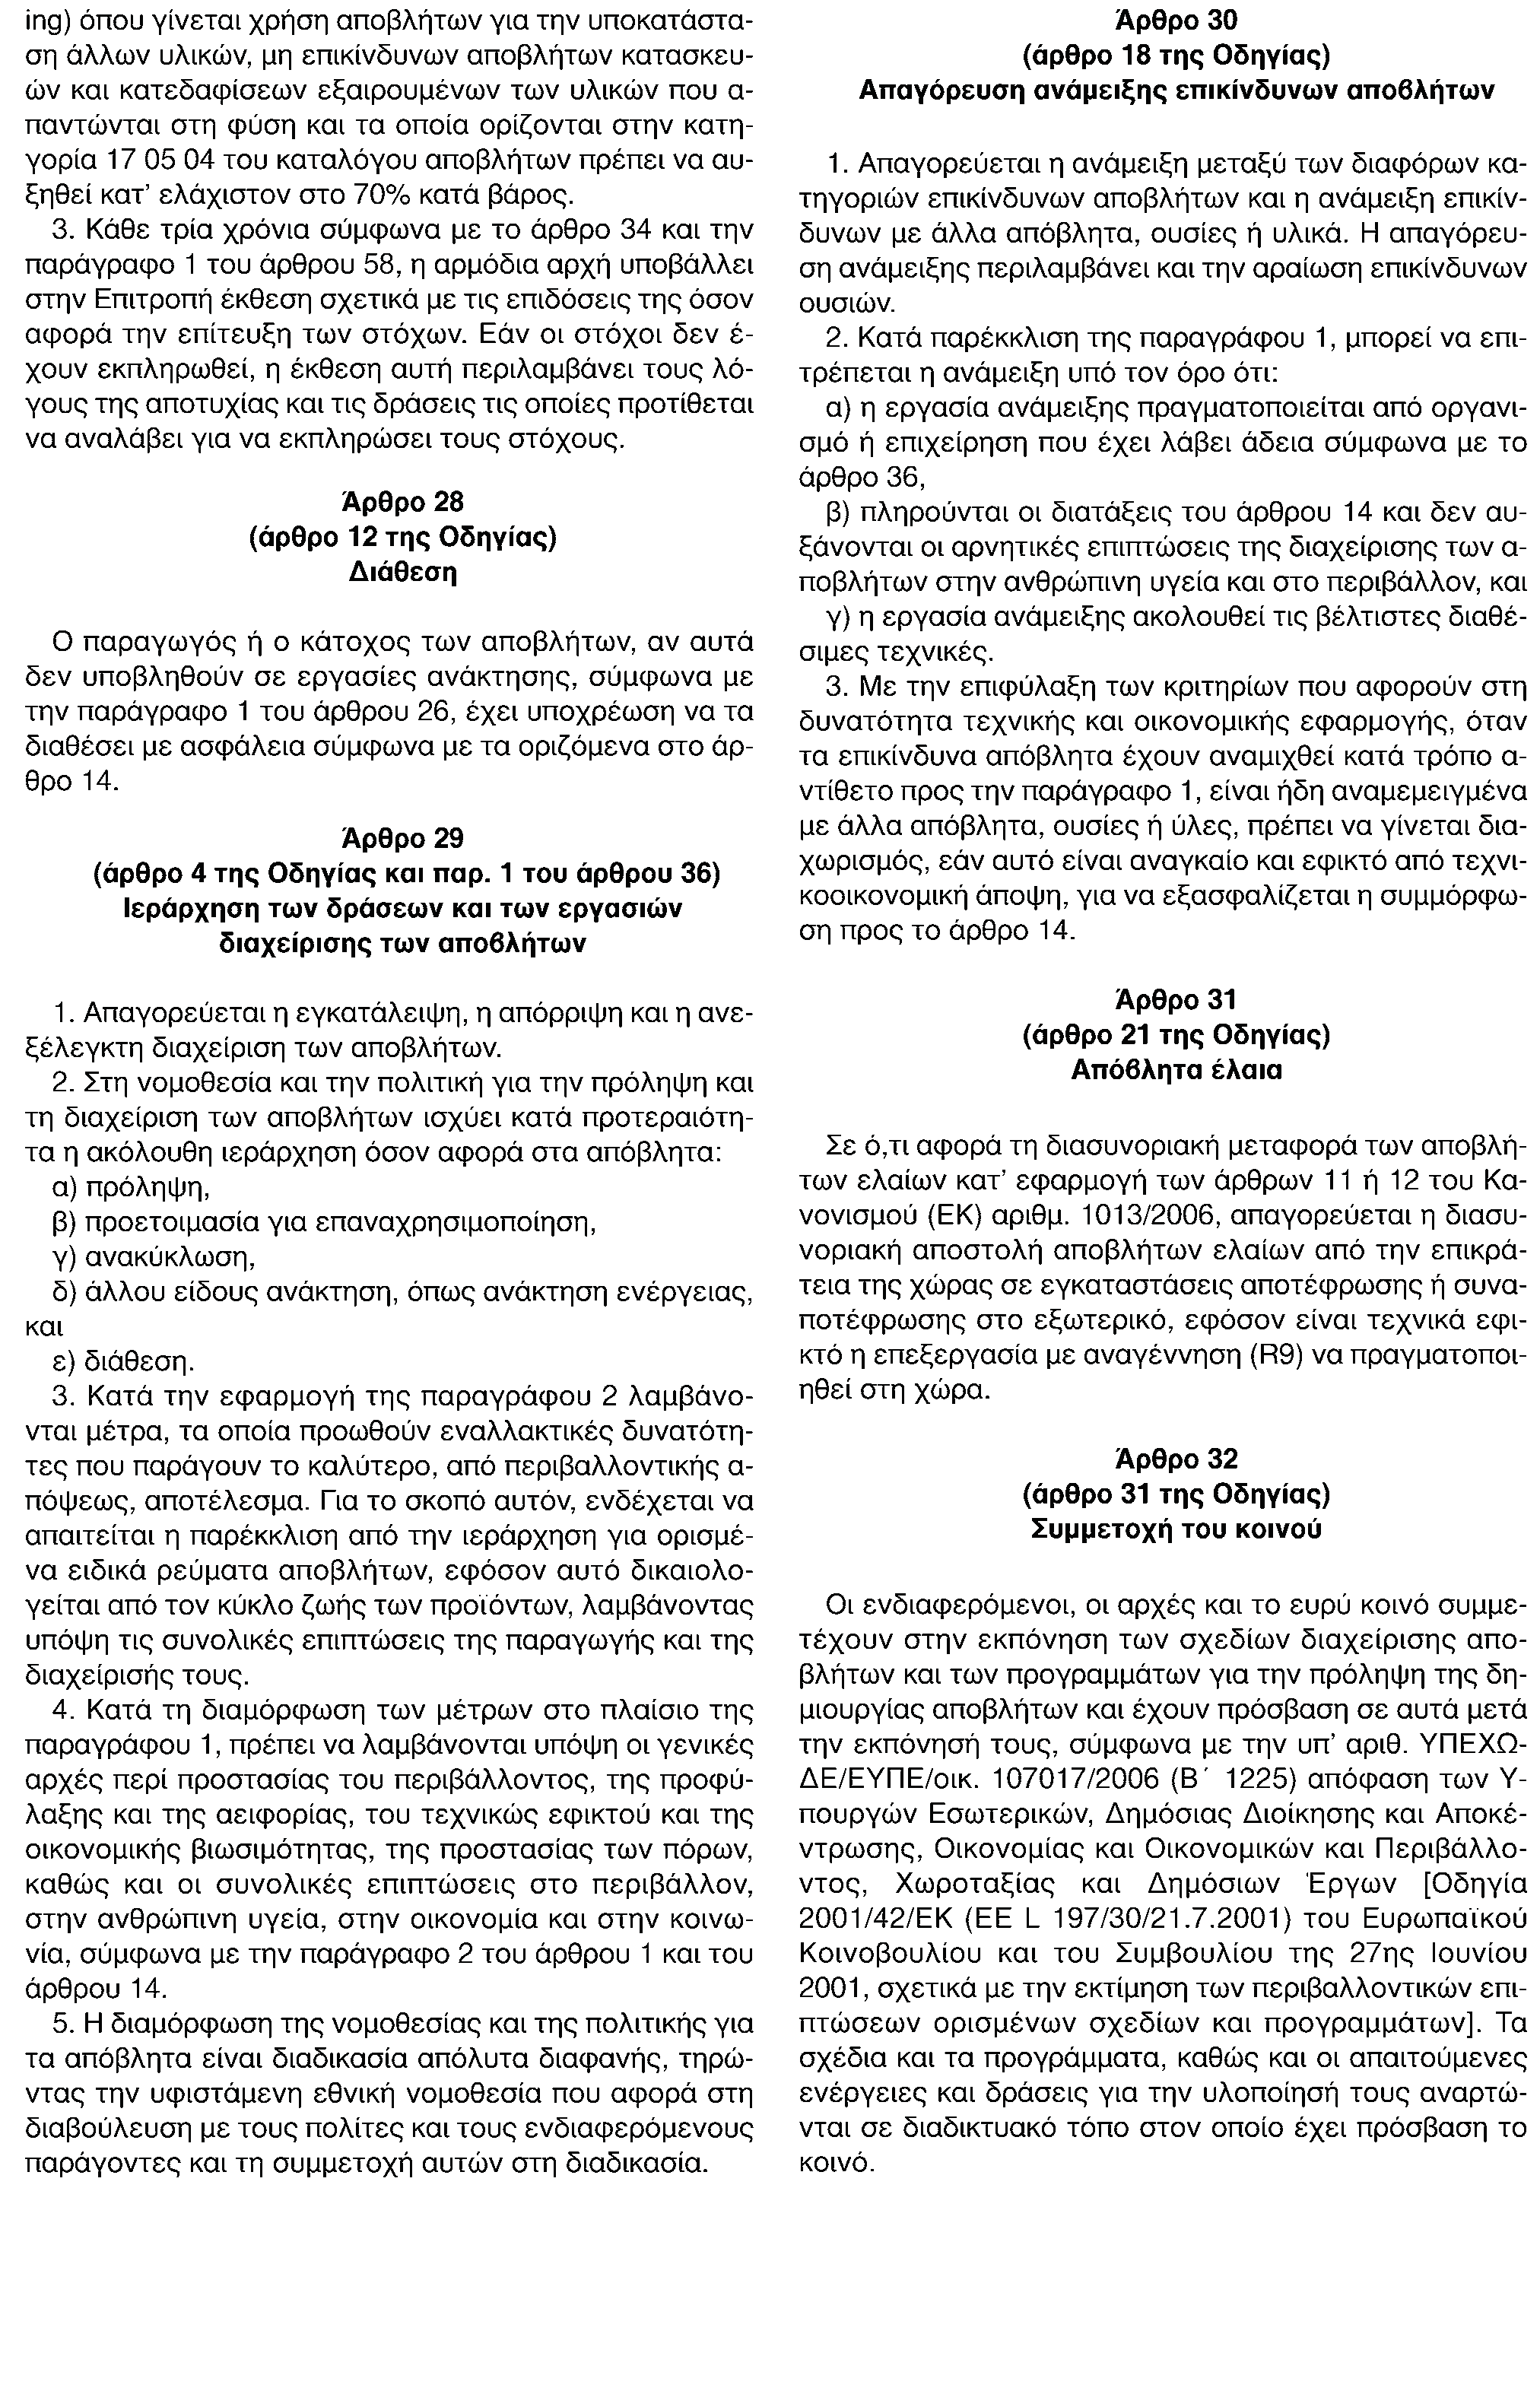 ing) όπου γίνεται χρήση αποβλήτων για την υποκατάστα-
ση άλλων υλικών, μη επικίνδυνων αποβλήτων κατασκευ-
ών και κατεδαφίσεων εξαιρουμένων των υλικών που α-
παντώνται στη φύση και τα οποία ορίζονται στην κατη-
γορία 17 05 04 του καταλόγου αποβλήτων πρέπει να αυ-
ξηθεί κατ’ ελάχιστον στο 70% κατά βάρος.
3. Κάθε τρία χρόνια σύμφωνα με το άρθρο 34 και την
παράγραφο 1 του άρθρου 58, η αρμόδια αρχή υποβάλλει
στην Επιτροπή έκθεση σχετικά με τις επιδόσεις της όσον
αφορά την επίτευξη των στόχων. Εάν οι στόχοι δεν έ-
χουν εκπληρωθεί, η έκθεση αυτή περιλαμβάνει τους λό-
γους της αποτυχίας και τις δράσεις τις οποίες προτίθεται
να αναλάβει για να εκπληρώσει τους στόχους.
Άρθρο 28
(άρθρο 12 της Οδηγίας)
Διάθεση
Ο παραγωγός ή ο κάτοχος των αποβλήτων, αν αυτά
δεν υποβληθούν σε εργασίες ανάκτησης, σύμφωνα με
την παράγραφο 1 του άρθρου 26, έχει υποχρέωση να τα
διαθέσει με ασφάλεια σύμφωνα με τα οριζόμενα στο άρ-
θρο 14.
Άρθρο 29
(άρθρο 4 της Οδηγίας και παρ. 1 του άρθρου 36)
Ιεράρχηση των δράσεων και των εργασιών
διαχείρισης των αποβλήτων
1. Απαγορεύεται η εγκατάλειψη, η απόρριψη και η ανε-
ξέλεγκτη διαχείριση των αποβλήτων.
2. Στη νομοθεσία και την πολιτική για την πρόληψη και
τη διαχείριση των αποβλήτων ισχύει κατά προτεραιότη-
τα η ακόλουθη ιεράρχηση όσον αφορά στα απόβλητα:
α) πρόληψη,
β) προετοιμασία για επαναχρησιμοποίηση,
γ) ανακύκλωση,
δ) άλλου είδους ανάκτηση, όπως ανάκτηση ενέργειας,
και
ε) διάθεση.
3. Κατά την εφαρμογή της παραγράφου 2 λαμβάνο-
νται μέτρα, τα οποία προωθούν εναλλακτικές δυνατότη-
τες που παράγουν το καλύτερο, από περιβαλλοντικής α-
πόψεως, αποτέλεσμα. Για το σκοπό αυτόν, ενδέχεται να
απαιτείται η παρέκκλιση από την ιεράρχηση για ορισμέ-
να ειδικά ρεύματα αποβλήτων, εφόσον αυτό δικαιολο-
γείται από τον κύκλο ζωής των προϊόντων, λαμβάνοντας
υπόψη τις συνολικές επιπτώσεις της παραγωγής και της
διαχείρισής τους.
4. Κατά τη διαμόρφωση των μέτρων στο πλαίσιο της
παραγράφου 1, πρέπει να λαμβάνονται υπόψη οι γενικές
αρχές περί προστασίας του περιβάλλοντος, της προφύ-
λαξης και της αειφορίας, του τεχνικώς εφικτού και της
οικονομικής βιωσιμότητας, της προστασίας των πόρων,
καθώς και οι συνολικές επιπτώσεις στο περιβάλλον,
στην ανθρώπινη υγεία, στην οικονομία και στην κοινω-
νία, σύμφωνα με την παράγραφο 2 του άρθρου 1 και του
άρθρου 14.
5. Η διαμόρφωση της νομοθεσίας και της πολιτικής για
τα απόβλητα είναι διαδικασία απόλυτα διαφανής, τηρώ-
ντας την υφιστάμενη εθνική νομοθεσία που αφορά στη
διαβούλευση με τους πολίτες και τους ενδιαφερόμενους
παράγοντες και τη συμμετοχή αυτών στη διαδικασία.
Άρθρο 30
(άρθρο 18 της Οδηγίας)
Απαγόρευση ανάμειξης επικίνδυνων αποβλήτων
1. Απαγορεύεται η ανάμειξη μεταξύ των διαφόρων κα-
τηγοριών επικίνδυνων αποβλήτων και η ανάμειξη επικίν-
δυνων με άλλα απόβλητα, ουσίες ή υλικά. Η απαγόρευ-
ση ανάμειξης περιλαμβάνει και την αραίωση επικίνδυνων
ουσιών.
2. Κατά παρέκκλιση της παραγράφου 1, μπορεί να επι-
τρέπεται η ανάμειξη υπό τον όρο ότι:
α) η εργασία ανάμειξης πραγματοποιείται από οργανι-
σμό ή επιχείρηση που έχει λάβει άδεια σύμφωνα με το
άρθρο 36,
β) πληρούνται οι διατάξεις του άρθρου 14 και δεν αυ-
ξάνονται οι αρνητικές επιπτώσεις της διαχείρισης των α-
ποβλήτων στην ανθρώπινη υγεία και στο περιβάλλον, και
γ) η εργασία ανάμειξης ακολουθεί τις βέλτιστες διαθέ-
σιμες τεχνικές.
3. Με την επιφύλαξη των κριτηρίων που αφορούν στη
δυνατότητα τεχνικής και οικονομικής εφαρμογής, όταν
τα επικίνδυνα απόβλητα έχουν αναμιχθεί κατά τρόπο α-
ντίθετο προς την παράγραφο 1, είναι ήδη αναμεμειγμένα
με άλλα απόβλητα, ουσίες ή ύλες, πρέπει να γίνεται δια-
χωρισμός, εάν αυτό είναι αναγκαίο και εφικτό από τεχνι-
κοοικονομική άποψη, για να εξασφαλίζεται η συμμόρφω-
ση προς το άρθρο 14.
Άρθρο 31
(άρθρο 21 της Οδηγίας)
Απόβλητα έλαια
Σε ό,τι αφορά τη διασυνοριακή μεταφορά των αποβλή-
των ελαίων κατ’ εφαρμογή των άρθρων 11 ή 12 του Κα-
νονισμού (ΕΚ) αριθμ. 1013/2006, απαγορεύεται η διασυ-
νοριακή αποστολή αποβλήτων ελαίων από την επικρά-
τεια της χώρας σε εγκαταστάσεις αποτέφρωσης ή συνα-
ποτέφρωσης στο εξωτερικό, εφόσον είναι τεχνικά εφι-
κτό η επεξεργασία με αναγέννηση (R9) να πραγματοποι-
ηθεί στη χώρα.
Άρθρο 32
(άρθρο 31 της Οδηγίας)
Συμμετοχή του κοινού
Οι ενδιαφερόμενοι, οι αρχές και το ευρύ κοινό συμμε-
τέχουν στην εκπόνηση των σχεδίων διαχείρισης απο-
βλήτων και των προγραμμάτων για την πρόληψη της δη-
μιουργίας αποβλήτων και έχουν πρόσβαση σε αυτά μετά
την εκπόνησή τους, σύμφωνα με την υπ’ αριθ. ΥΠΕΧΩ-
ΔΕ/ΕΥΠΕ/οικ. 107017/2006 (Β΄ 1225) απόφαση των Υ-
πουργών Εσωτερικών, Δημόσιας Διοίκησης και Αποκέ-
ντρωσης, Οικονομίας και Οικονομικών και Περιβάλλο-
ντος, Χωροταξίας και Δημόσιων Έργων [Οδηγία
2001/42/ΕΚ (ΕΕ L 197/30/21.7.2001) του Ευρωπαϊκού
Κοινοβουλίου και του Συμβουλίου της 27ης Ιουνίου
2001, σχετικά με την εκτίμηση των περιβαλλοντικών επι-
πτώσεων ορισμένων σχεδίων και προγραμμάτων]. Τα
σχέδια και τα προγράμματα, καθώς και οι απαιτούμενες
ενέργειες και δράσεις για την υλοποίησή τους αναρτώ-
νται σε διαδικτυακό τόπο στον οποίο έχει πρόσβαση το
κοινό.